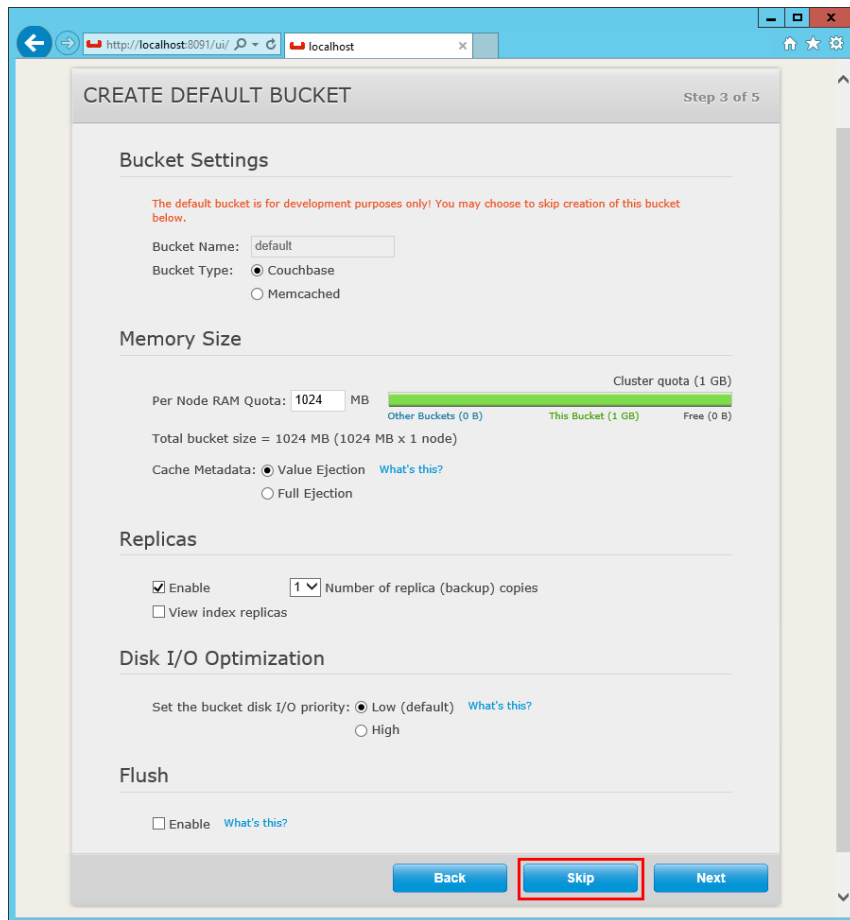 http://localhost:8091/ui/
localhost
CREATE DEFAULT BUCKET
Step 3 of 5
Bucket Settings
The default bucket is for development purposes only! You may choose to skip creation of this bucket
below.
Bucket Name: default
Bucket Type: Couchbase
Memcached
Memory Size
Cluster quota (1 GB)
Per Node RAM Quota: 1024 MB
Other Buckets (0 B) This Bucket (1 GB) Free (0 B)
Total bucket size = 1024 MB (1024 MB x 1 node)
Cache Metadata: Value Ejection What's this?
Full Ejection
Replicas
Enable 1 Number of replica (backup) copies
View index replicas
Disk I/O Optimization
Set the bucket disk I/O priority: Low (default) What's this?
High
Flush
Enable What's this?
Back Skip Next